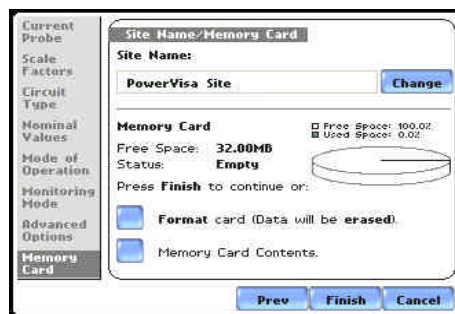 Current
Probe
Scale
Factors
Circuit
Type
Nominal
Values
Mode of
Operation
Monitoring
Mode
Advanced
Options
Memory
Card
Site Name/Memory Card
Site Name:
PowerVisa Site
Change
Memory Card
Free Space: 100.0%
Used Space: 0.0%
Free Space: 32.00MB
Status: Empty
Press Finish to continue or:
Format card (Data will be erased).
Memory Card Contents.
Prev Finish Cancel